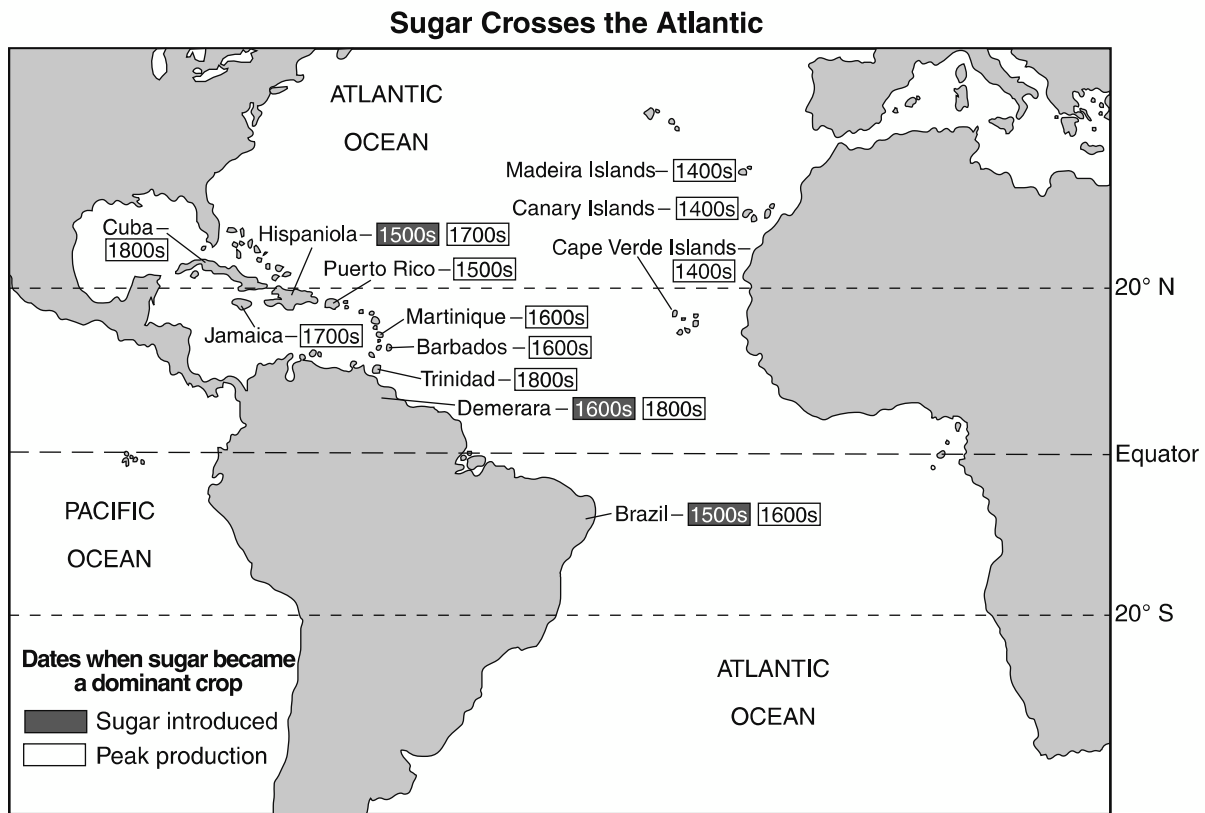 Sugar Crosses the Atlantic
ATLANTIC
OCEAN
Madeira Islands 1400s
Canary Islands 1400s
Cape Verde Islands
1400s
Cuba
1800s
Hispaniola 1500s 1700s
Puerto Rico 1500s
20° N
Jamaica 1700s
Martinique 1600s
Barbados 1600s
Trinidad 1800s
Demerara 1600s 1800s
Equator
PACIFIC
OCEAN
Brazil 1500s 1600s
20° S
ATLANTIC
OCEAN
Dates when sugar became
a dominant crop
Sugar introduced
Peak production